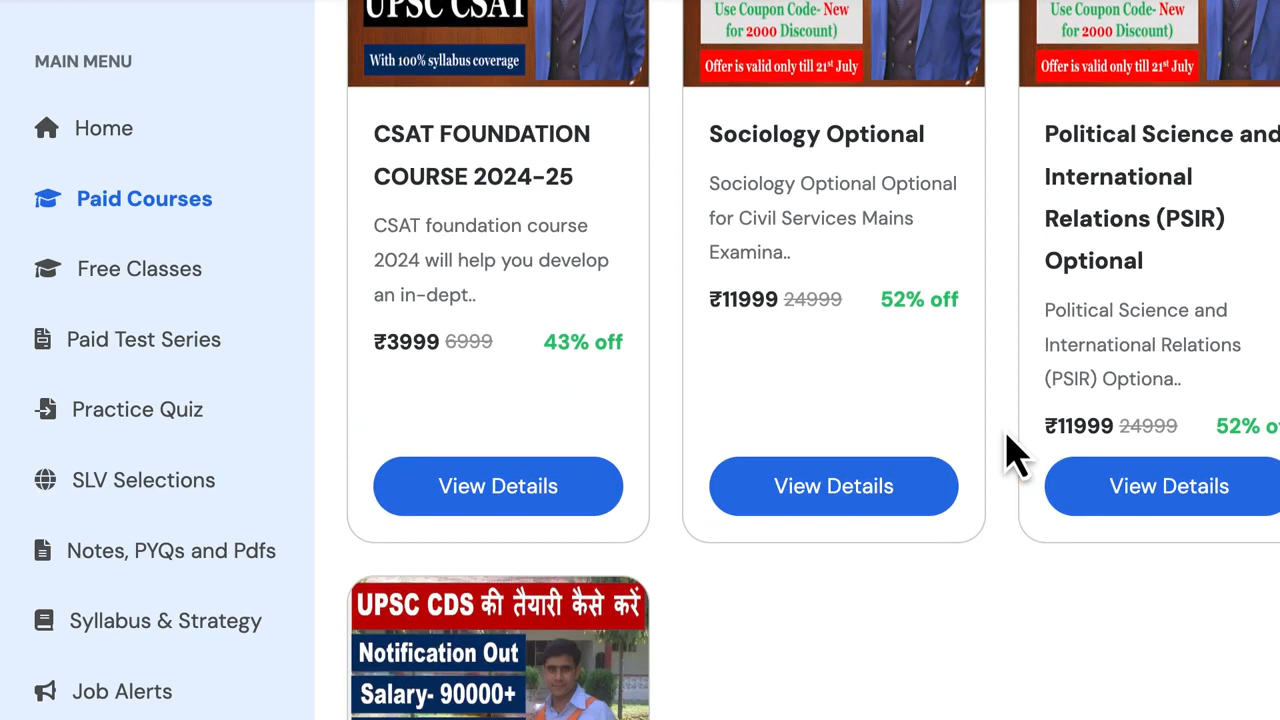 MAIN MENU
Home
Paid Courses
Free Classes
Paid Test Series
Practice Quiz
SLV Selections
Notes, PYQs and Pdfs
Syllabus & Strategy
Job Alerts
UPSC CSAT
With 100% syllabus coverage
CSAT FOUNDATION
COURSE 2024-25
CSAT foundation course
2024 will help you develop
an in-dept..
₹3999 6999 43% off
View Details
Use Coupon Code- New
for 2000 Discount)
Offer is valid only till 21st July
Sociology Optional
Sociology Optional Optional
for Civil Services Mains
Examina..
₹11999 24999 52% off
View Details
Use Coupon Code- New
for 2000 Discount)
Offer is valid only till 21st July
Political Science and
International
Relations (PSIR)
Optional
Political Science and
International Relations
(PSIR) Optiona..
₹11999 24999 52% o
View Details
UPSC CDS की तैयारी कैसे करें
Notification Out
Salary- 90000+